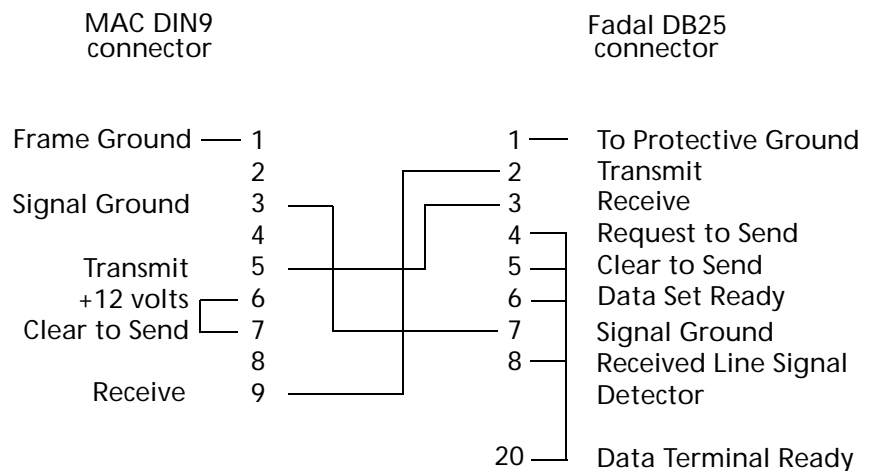 MAC DIN9
connector
Fadal DB25
connector
Frame Ground 1 1 To Protective Ground
2 2 Transmit
Signal Ground 3 3 Receive
4 4 Request to Send
Transmit 5 5 Clear to Send
+12 volts 6 6 Data Set Ready
Clear to Send 7 7 Signal Ground
8 8 Received Line Signal
Receive 9 Detector
20 Data Terminal Ready